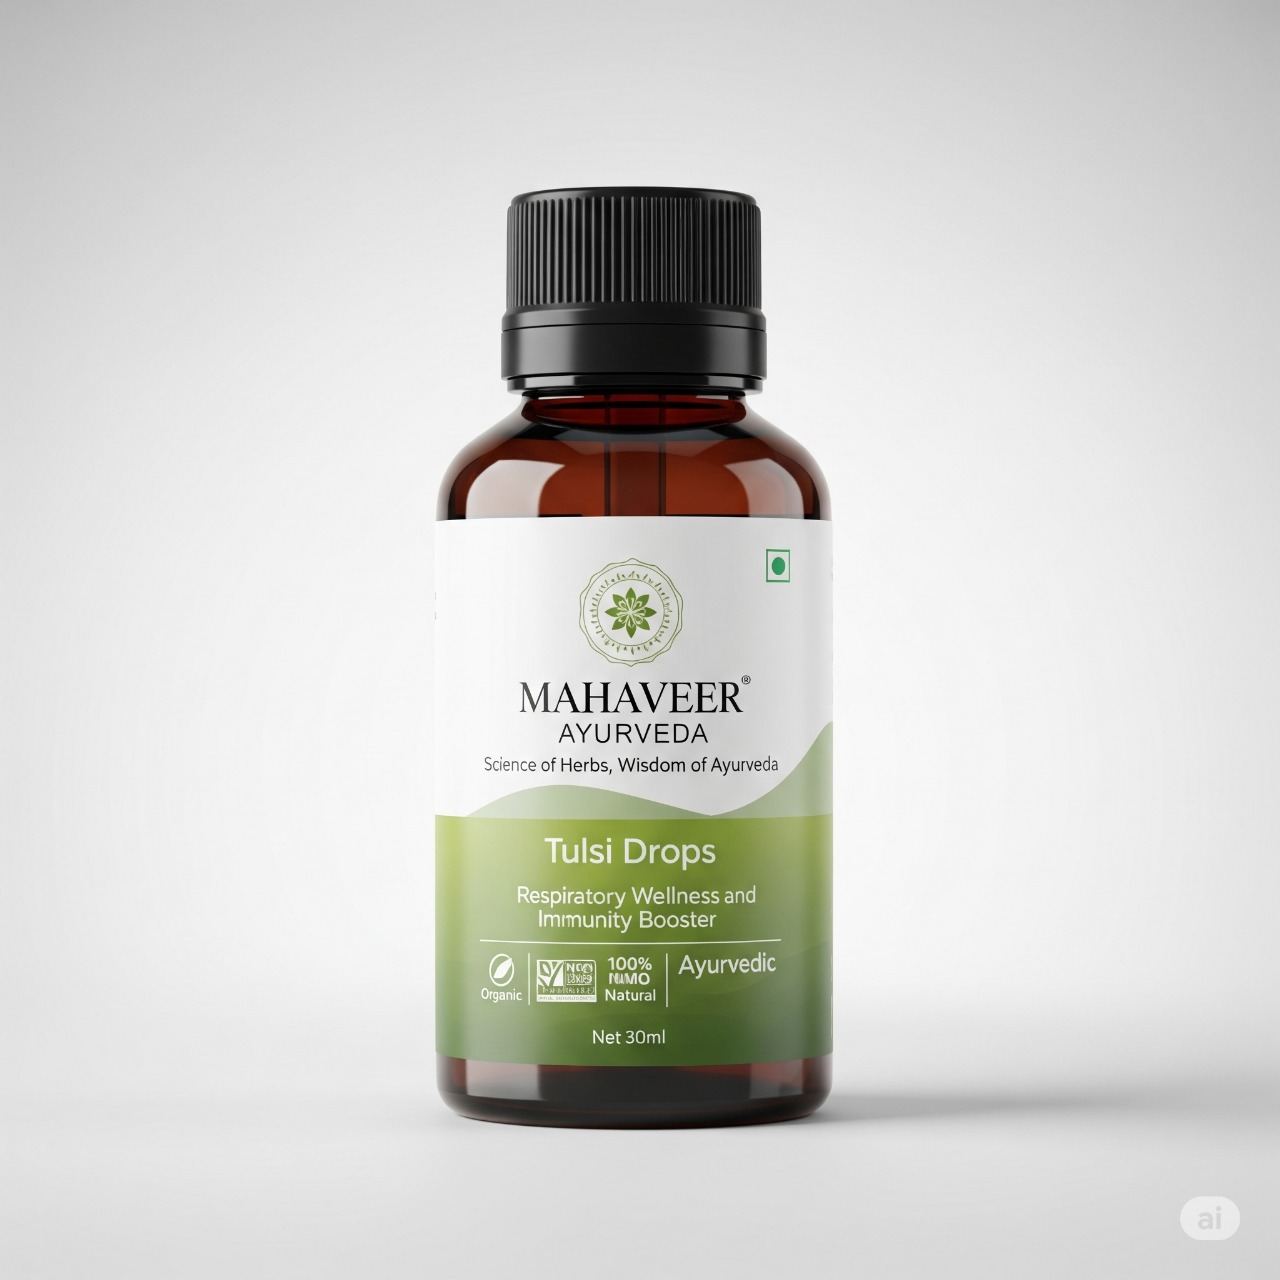 MAHAVEER®
AYURVEDA
Science of Herbs, Wisdom of Ayurveda
Tulsi Drops
Respiratory Wellness and
Immunity Booster
Organic
100%
Natural
Ayurvedic
Net 30ml
ai